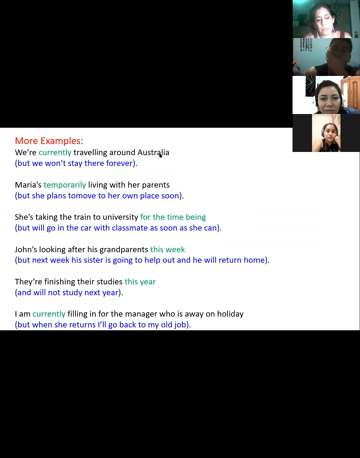 More Examples:
We're currently travelling around Australia
(but we won't stay there forever).
Maria's temporarily living with her parents
(but she plans tomove to her own place soon).
She's taking the train to university for the time being
(but will go in the car with classmate as soon as she can).
John's looking after his grandparents this week
(but next week his sister is going to help out and he will return home).
They're finishing their studies this year
(and will not study next year).
I am currently filling in for the manager who is away on holiday
(but when she returns I'll go back to my old job).